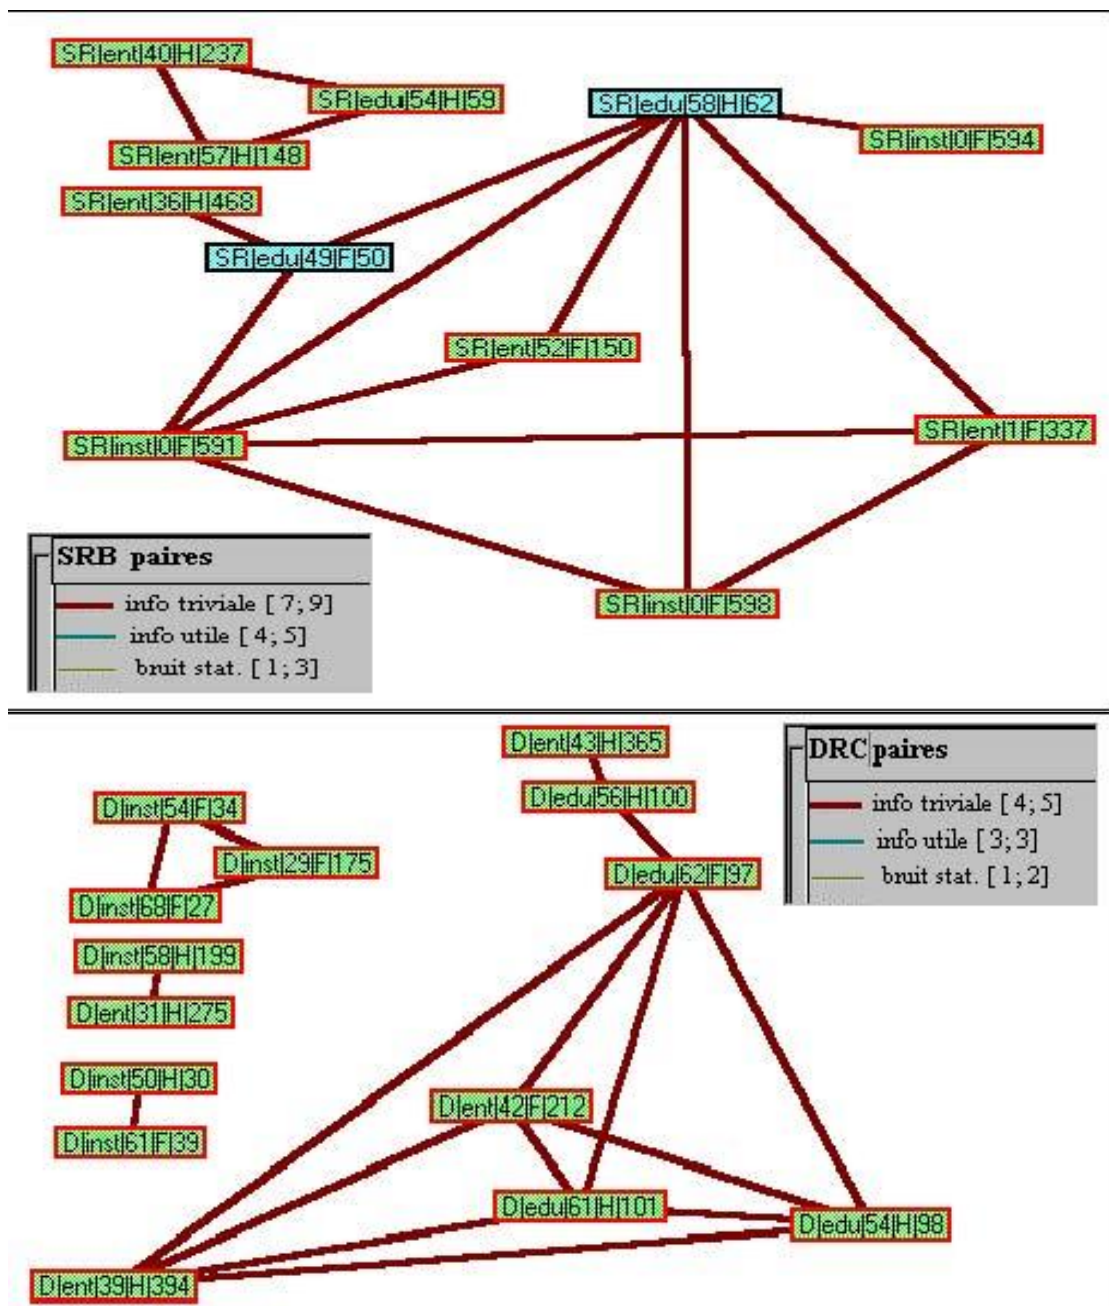 SR|ent|40|H|237
SR|edu|54|H|59
SR|edu|58|H|62
SR|inst|0|F|594
SR|ent|57|H|148
SR|ent|36|H|468
SR|edu|49|F|50
SR|ent|52|F|150
SR|inst|0|F|591
SR|ent|1|F|337
SR|inst|0|F|598
SRB paires
info triviale [ 7; 9]
info utile [ 4; 5]
bruit stat. [ 1; 3]
D|ent|43|H|365
D|edu|56|H|100
D|inst|54|F|34
D|inst|29|F|175
D|edu|62|F|97
D|inst|68|F|27
D|inst|58|H|199
D|ent|31|H|275
D|inst|50|H|30
D|inst|61|F|39
D|ent|42|F|212
D|edu|61|H|101
D|edu|54|H|98
D|ent|39|H|394
DRC paires
info triviale [ 4; 5]
info utile [ 3; 3]
bruit stat. [ 1; 2]